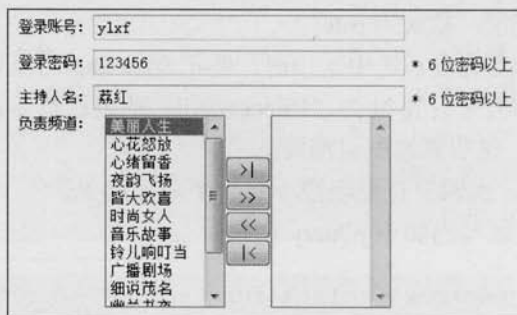 登录账号: ylxf
登录密码: 123456 * 6 位密码以上
主持人名: 荔红 * 6 位密码以上
负责频道:
美丽人生
心花怒放
心绪留香
夜韵飞扬
皆大欢喜
时尚女人
音乐故事
铃儿响叮当
广播剧场
细说茂名
>|
>>
<<
|<